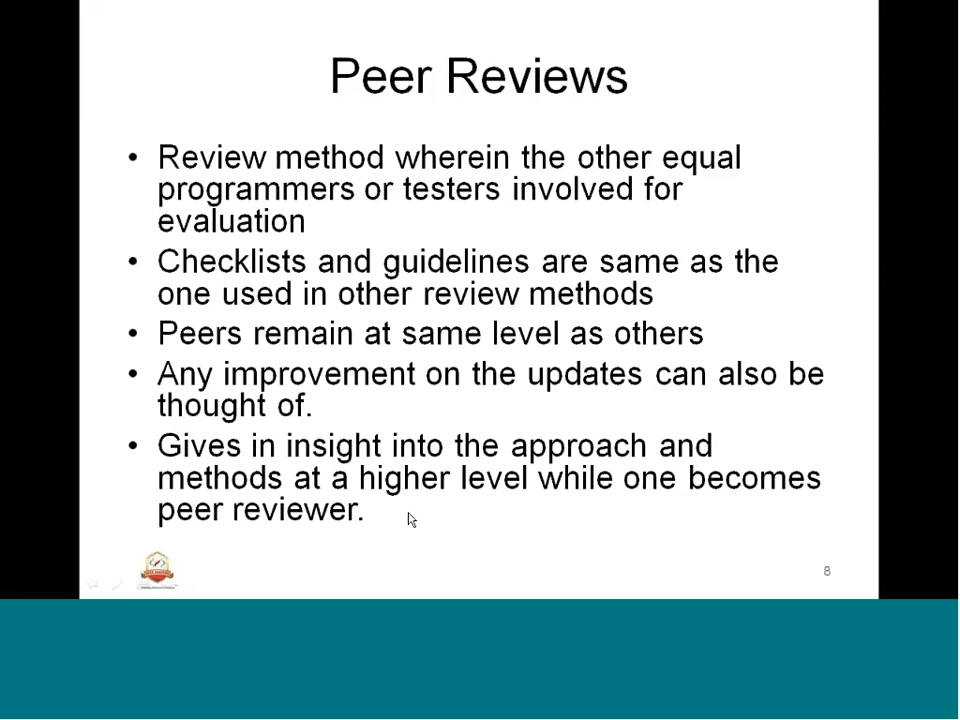 Peer Reviews
• Review method wherein the other equal
programmers or testers involved for
evaluation
• Checklists and guidelines are same as the
one used in other review methods
• Peers remain at same level as others
• Any improvement on the updates can also be
thought of.
• Gives in insight into the approach and
methods at a higher level while one becomes
peer reviewer.
8